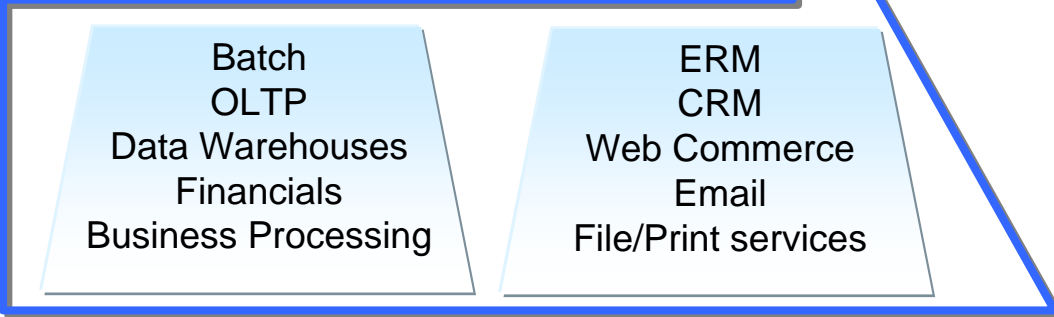 Batch
OLTP
Data Warehouses
Financials
Business Processing
ERM
CRM
Web Commerce
Email
File/Print services